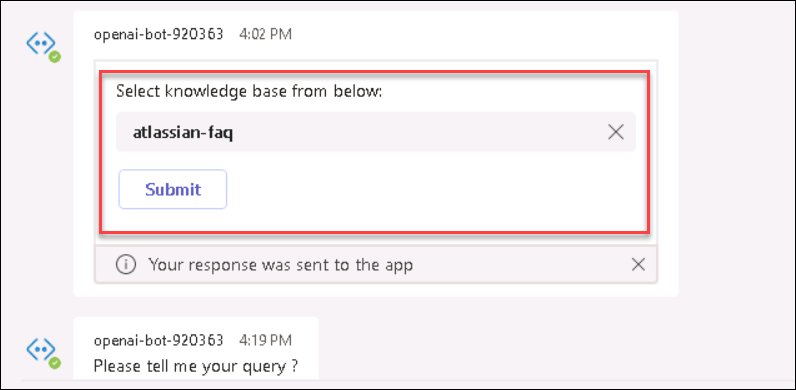 openai-bot-920363 4:02 PM
Select knowledge base from below:
atlassian-faq
Submit
Your response was sent to the app
openai-bot-920363 4:19 PM
Please tell me your query ?